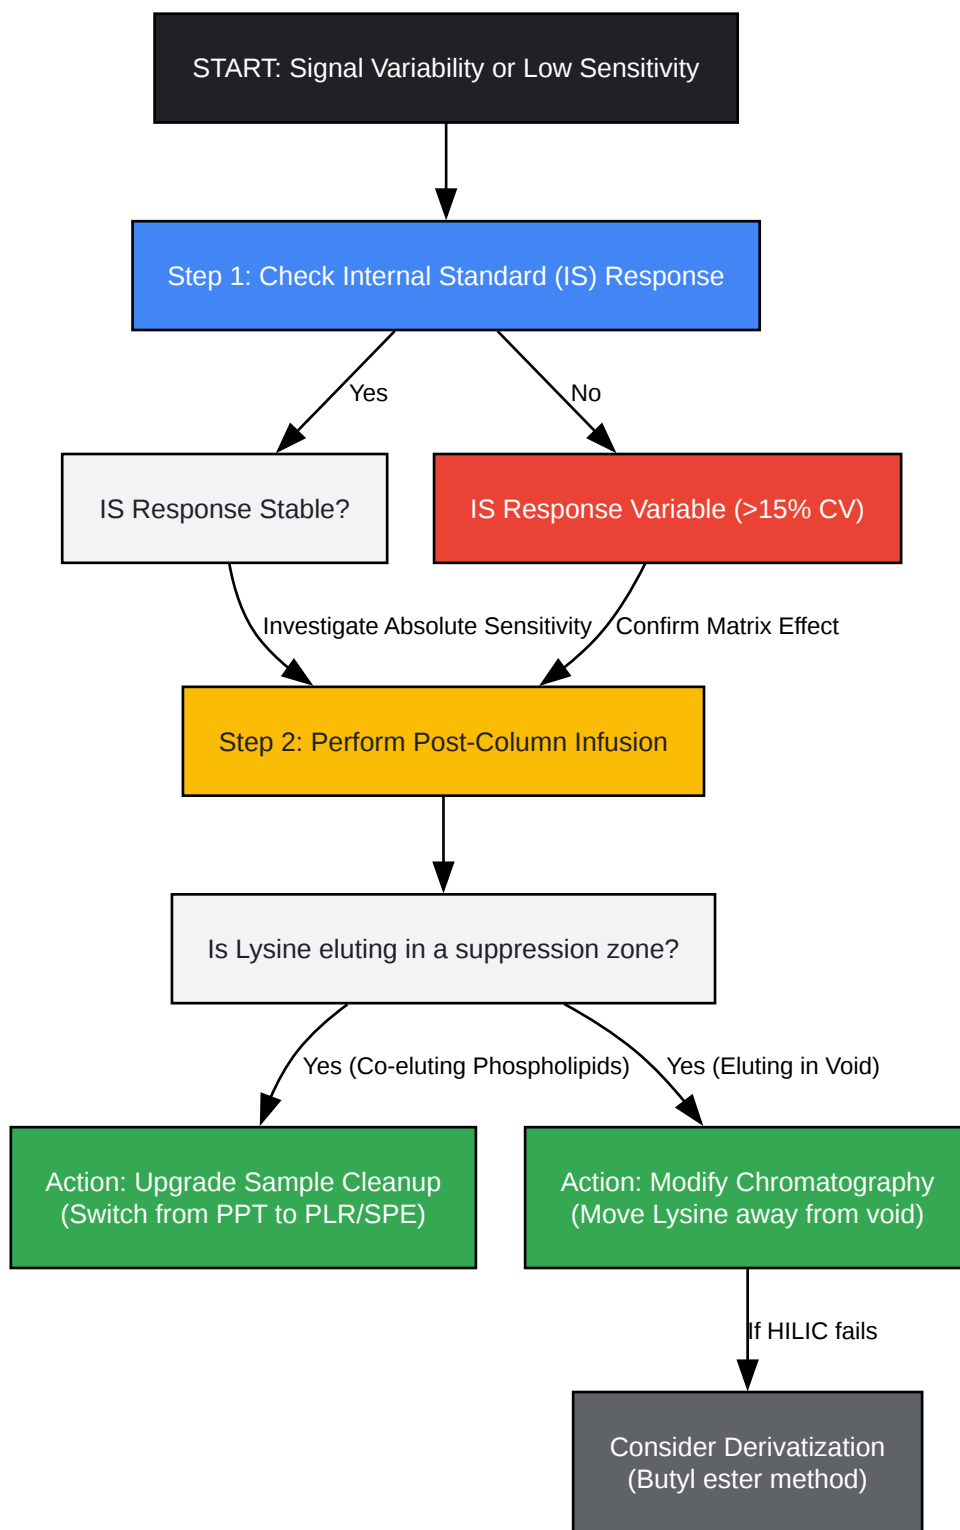 START: Signal Variability or Low Sensitivity
Step 1: Check Internal Standard (IS) Response
Yes
No
IS Response Stable?
IS Response Variable (>15% CV)
Investigate Absolute Sensitivity
Confirm Matrix Effect
Step 2: Perform Post-Column Infusion
Is Lysine eluting in a suppression zone?
Yes (Co-eluting Phospholipids)
Yes (Eluting in Void)
Action: Upgrade Sample Cleanup
(Switch from PPT to PLR/SPE)
Action: Modify Chromatography
(Move Lysine away from void)
If HILIC fails
Consider Derivatization
(Butyl ester method)